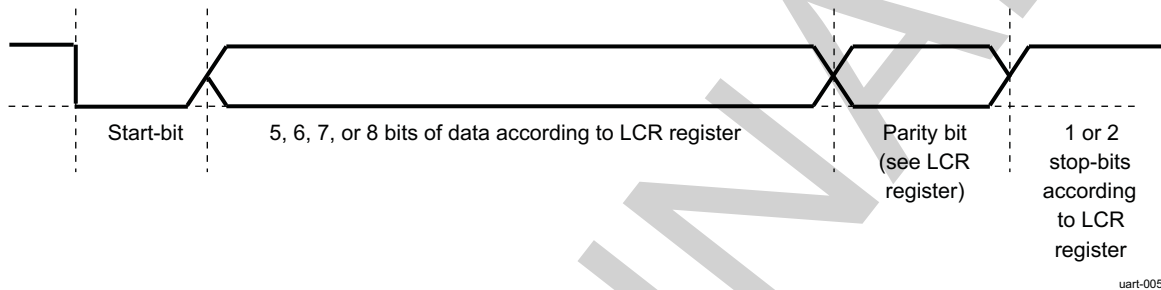 Start-bit
5, 6, 7, or 8 bits of data according to LCR register
Parity bit
(see LCR
register)
1 or 2
stop-bits
according
to LCR
register
uart-005